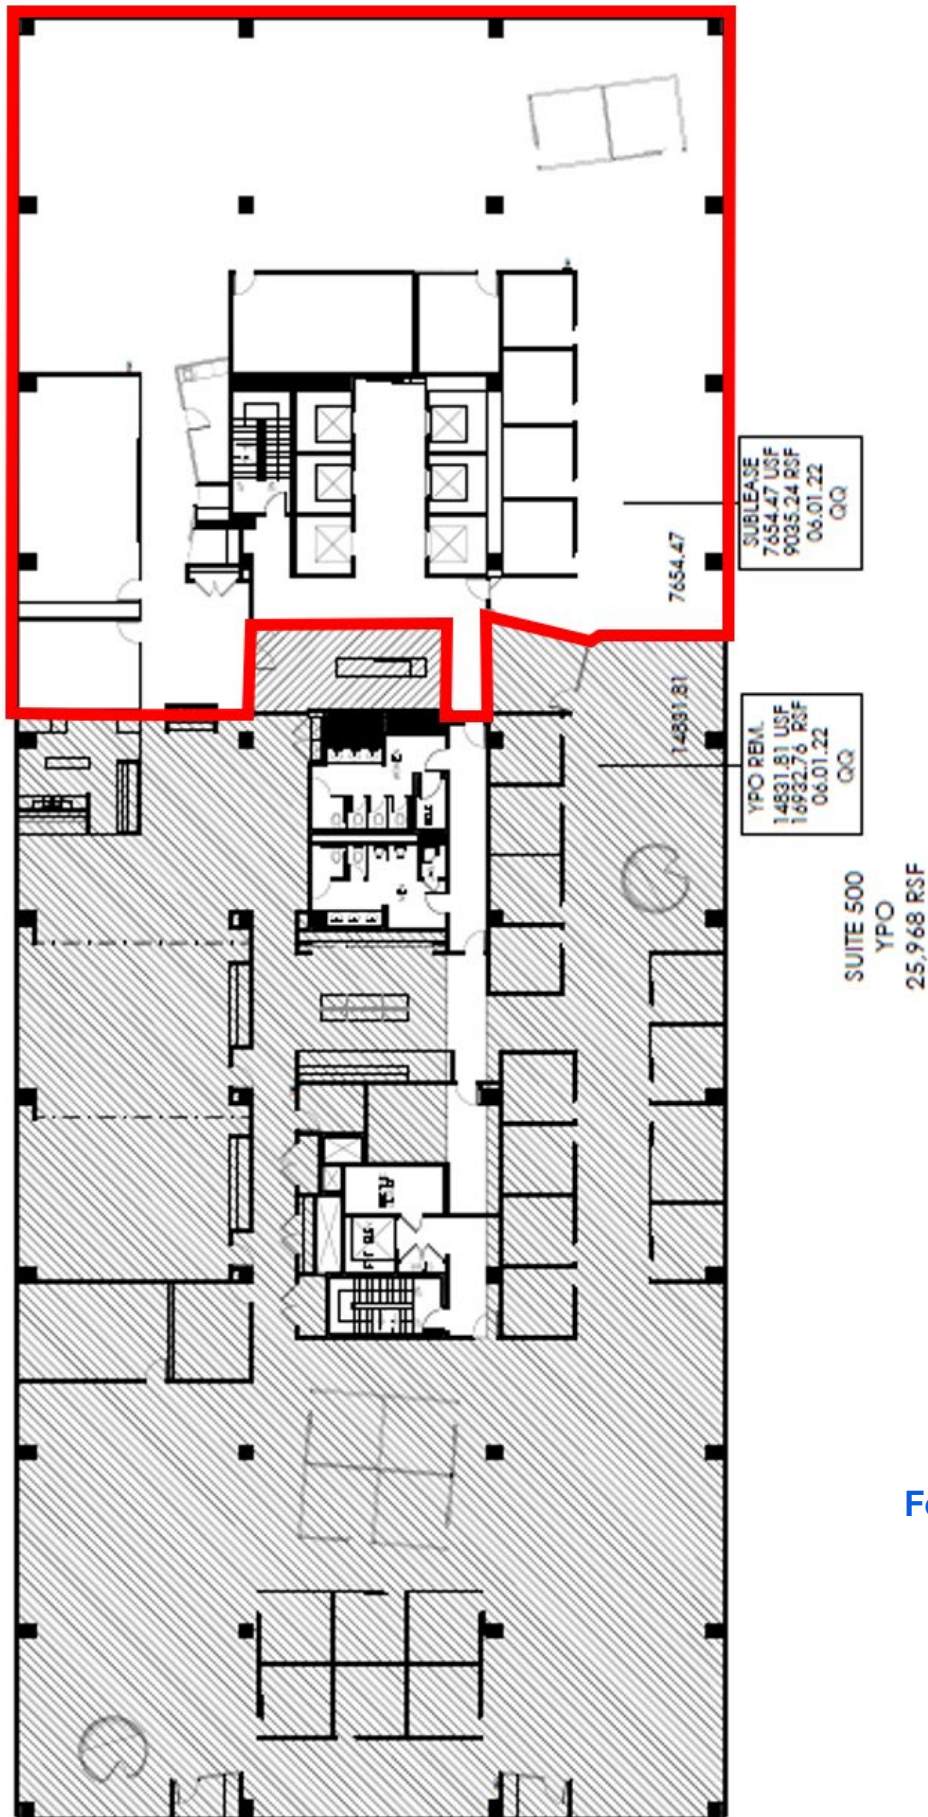 SUBLEASE
7654.47 USF
9035.24 RSF
06.01.22
QQ
7654.47
14831.81
YPO REM.
14831.81 USF
16932.76 RSF
06.01.22
QQ
SUITE 500
YPO
25,968 RSF